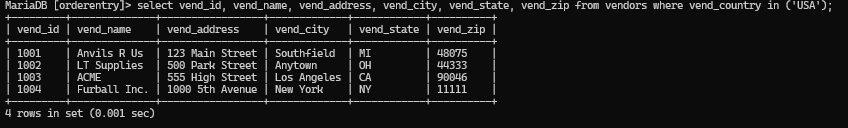 MariaDB [orderentry]> select vend_id, vend_name, vend_address, vend_city, vend_state, vend_zip from vendors where vend_country in ('USA');
+---------+---------------+-----------------+-------------+------------+----------+
| vend_id | vend_name     | vend_address    | vend_city   | vend_state | vend_zip |
+---------+---------------+-----------------+-------------+------------+----------+
| 1001    | Anvils R Us   | 123 Main Street | Southfield  | MI         | 48075    |
| 1002    | LT Supplies   | 500 Park Street | Anytown     | OH         | 44333    |
| 1003    | ACME          | 555 High Street | Los Angeles | CA         | 90046    |
| 1004    | Furball Inc.  | 1000 5th Avenue | New York    | NY         | 11111    |
+---------+---------------+-----------------+-------------+------------+----------+
4 rows in set (0.001 sec)